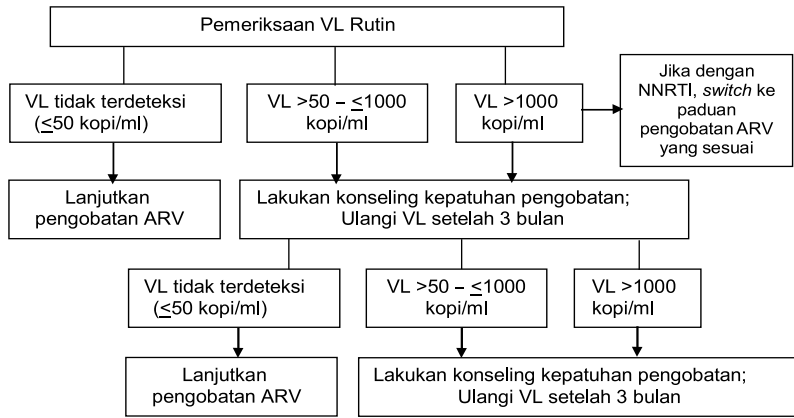 Pemeriksaan VL Rutin
VL tidak terdeteksi
(≤50 kopi/ml)
VL >50 – ≤1000
kopi/ml
VL >1000
kopi/ml
Jika dengan
NNRTI, switch ke
paduan
pengobatan ARV
yang sesuai
Lanjutkan
pengobatan ARV
Lakukan konseling kepatuhan pengobatan;
Ulangi VL setelah 3 bulan
VL tidak terdeteksi
(≤50 kopi/ml)
VL >50 – ≤1000
kopi/ml
VL >1000
kopi/ml
Lanjutkan
pengobatan ARV
Lakukan konseling kepatuhan pengobatan;
Ulangi VL setelah 3 bulan